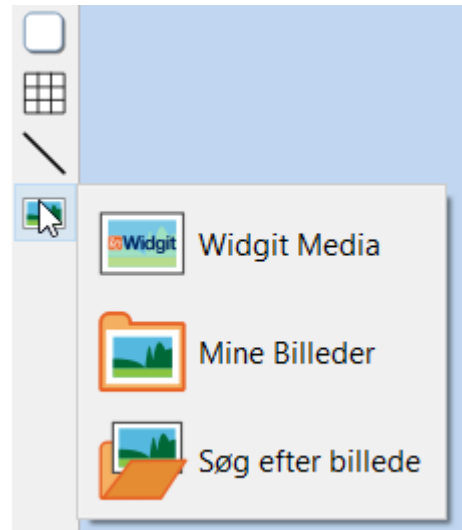 Widgit
Widgit Media
Mine Billeder
Søg efter billede